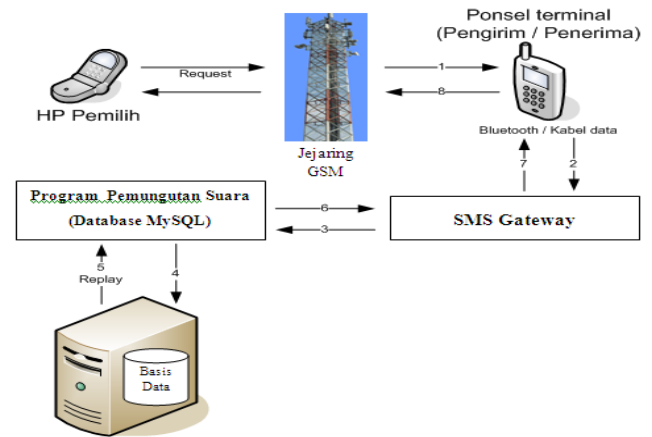 Ponsel terminal
(Pengirim / Penerima)
Request
1
8
HP Pemilih
Jejaring
GSM
Bluetooth / Kabel data
7
2
Program Pemungutan Suara
(Database MySQL)
6
3
SMS Gateway
5
Replay
4
Basis
Data